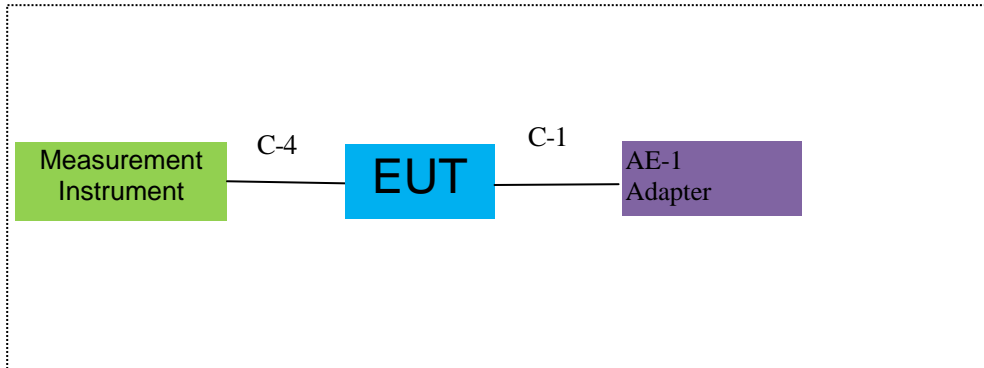 Measurement
Instrument
C-4
EUT
C-1
AE-1
Adapter